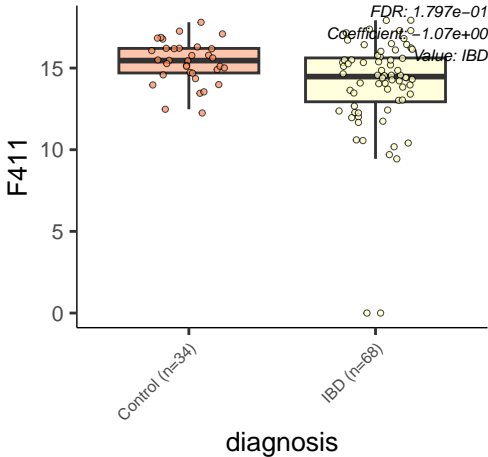 FDR: 1.797e−01
Coefficient: −1.07e+00
Value: IBD
F411
15
10
5
0
Control (n=34)
IBD (n=68)
diagnosis